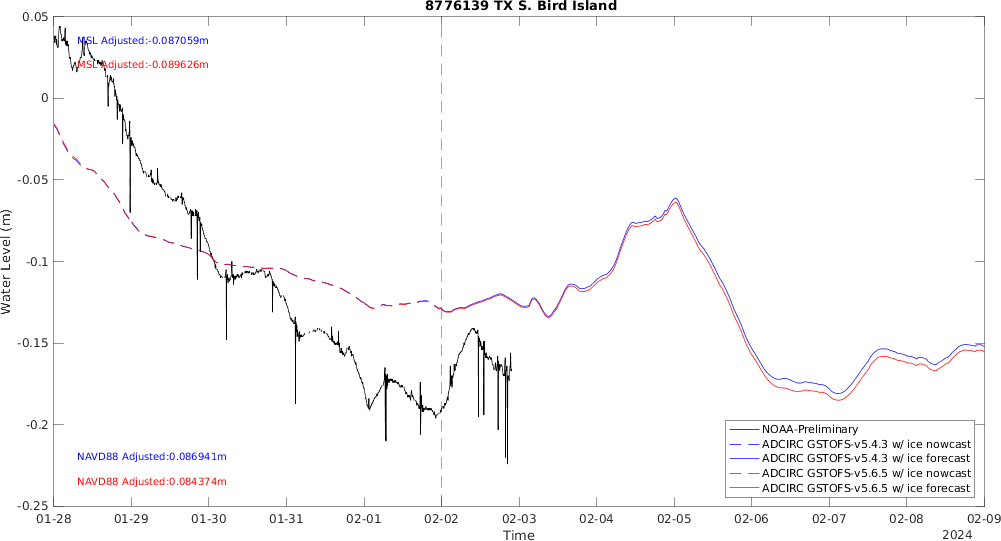 8776139 TX S. Bird Island
0.05
0
-0.05
-0.1
-0.15
-0.2
-0.25
Water Level (m)
MSL Adjusted:-0.087059m
MSL Adjusted:-0.089626m
NAVD88 Adjusted:0.086941m
NAVD88 Adjusted:0.084374m
NOAA-Preliminary
ADCIRC GSTOFS-v5.4.3 w/ ice nowcast
ADCIRC GSTOFS-v5.4.3 w/ ice forecast
ADCIRC GSTOFS-v5.6.5 w/ ice nowcast
ADCIRC GSTOFS-v5.6.5 w/ ice forecast
01-28 01-29 01-30 01-31 02-01 02-02 02-03 02-04 02-05 02-06 02-07 02-08 02-09
Time
2024